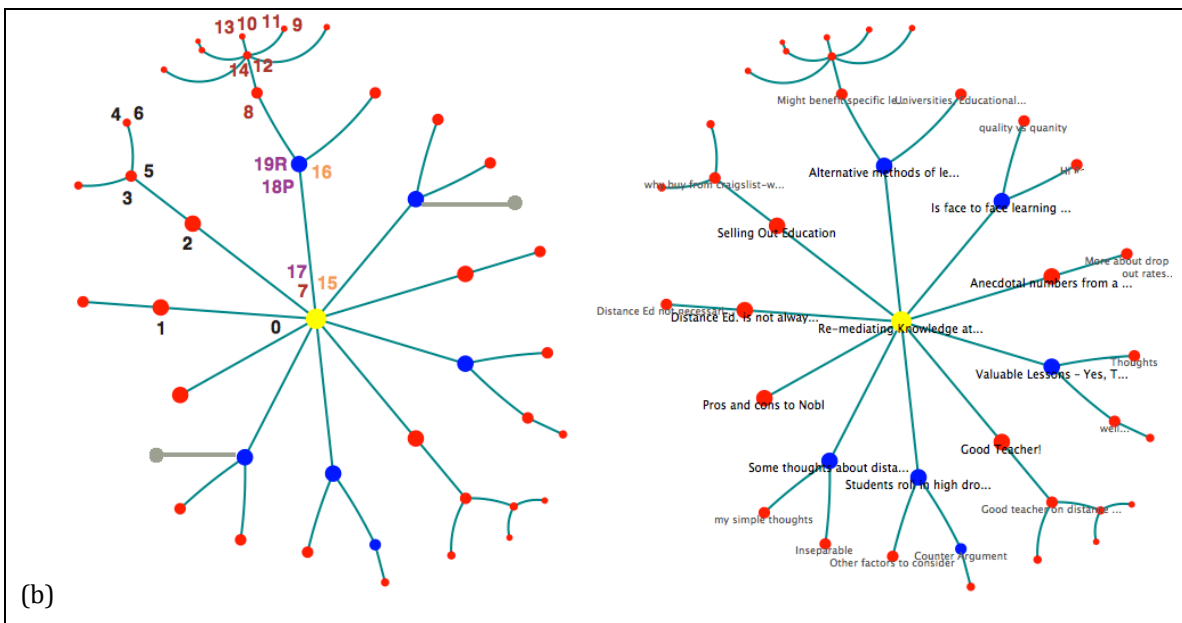 13 10 11 9
14 12
8
4 6
5
3
2
19R 16
18P
17 15
7
1
0
(b)
Might benefit specific le...
Universities, Educational...
quality vs quanity
Alternative methods of le...
why buy from craigslist-w...
Is face to face learning ...
Selling Out Education
More about drop
out rates..
Anecdotal numbers from a ...
Distance Ed not necessari...
Distance Ed. is not alway...
Re-mediating Knowledge at...
Thoughts
Valuable Lessons - Yes, T...
Pros and cons to Nobl
well...
Good Teacher!
Some thoughts about dista...
Students roll in high dro...
Good teacher on distance ...
my simple thoughts
Inseparable
Other factors to consider
Counter Argument